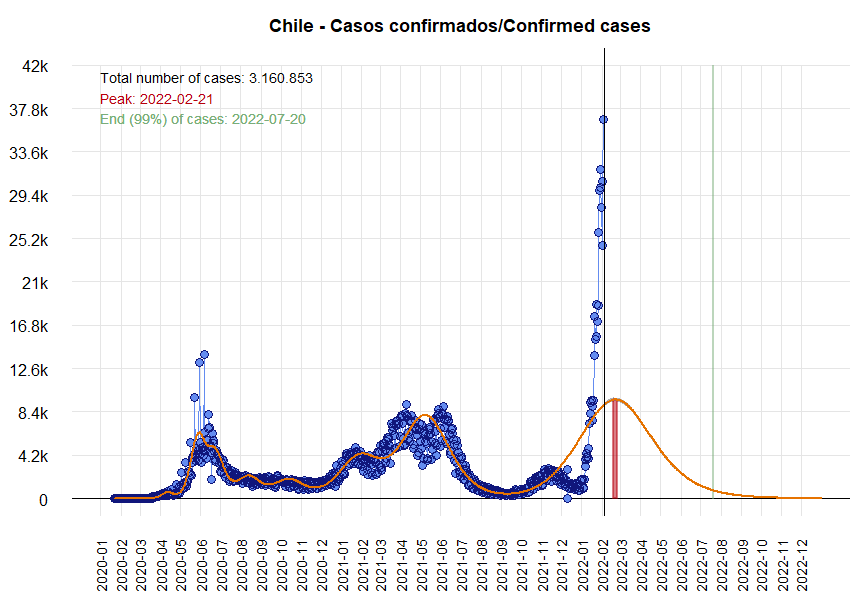 Chile - Casos confirmados/Confirmed cases
42k
Total number of cases: 3.160.853
Peak: 2022-02-21
End (99%) of cases: 2022-07-20
37.8k
33.6k
29.4k
25.2k
21k
16.8k
12.6k
8.4k
4.2k
0
2020-01
2020-02
2020-03
2020-04
2020-05
2020-06
2020-07
2020-08
2020-09
2020-10
2020-11
2020-12
2021-01
2021-02
2021-03
2021-04
2021-05
2021-06
2021-07
2021-08
2021-09
2021-10
2021-11
2021-12
2022-01
2022-02
2022-03
2022-04
2022-05
2022-06
2022-07
2022-08
2022-09
2022-10
2022-11
2022-12